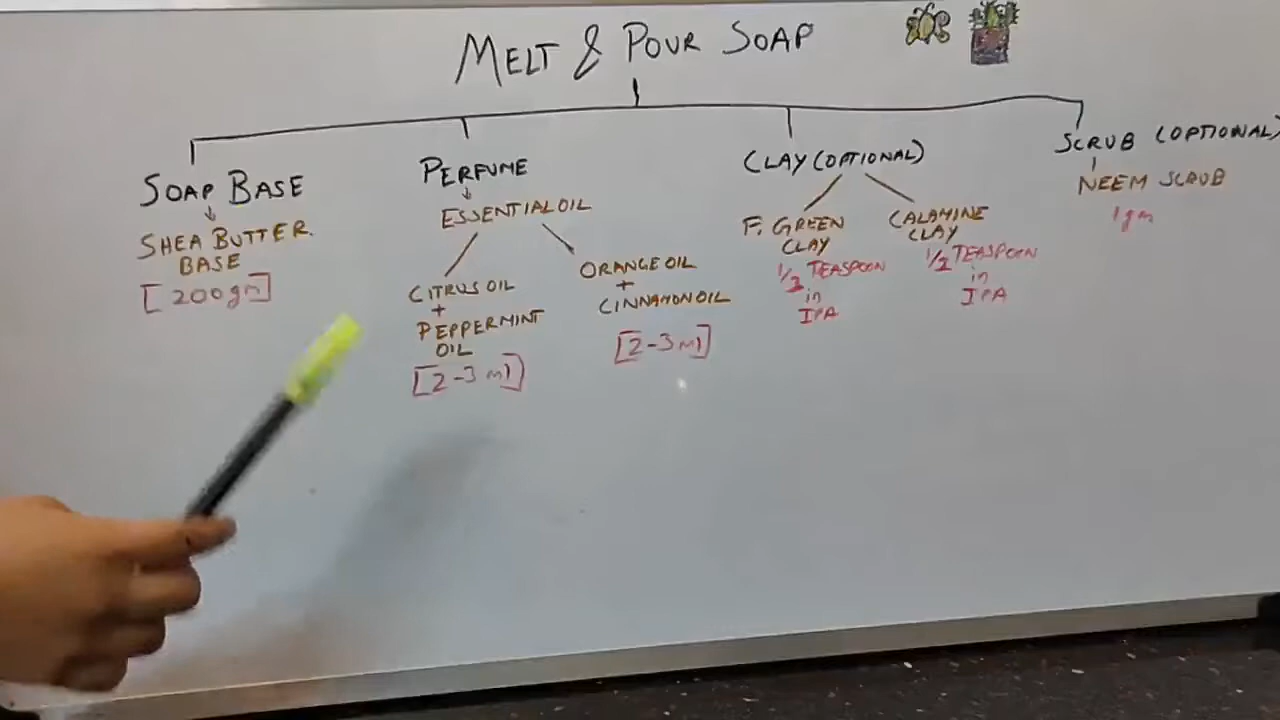 MELT & POUR SOAP
SOAP BASE
SHEA BUTTER
BASE
[200gm]
PERFUME
ESSENTIAL OIL
CITRUS OIL
+
PEPPERMINT
OIL
[2-3 ml]
ORANGE OIL
+
CINNAMON OIL
[2-3 ml]
CLAY (OPTIONAL)
F. GREEN
CLAY
1/2 TEASPOON
in
IPA
CALAMINE
CLAY
1/2 TEASPOON
in
IPA
SCRUB (OPTIONAL)
NEEM SCRUB
1gm